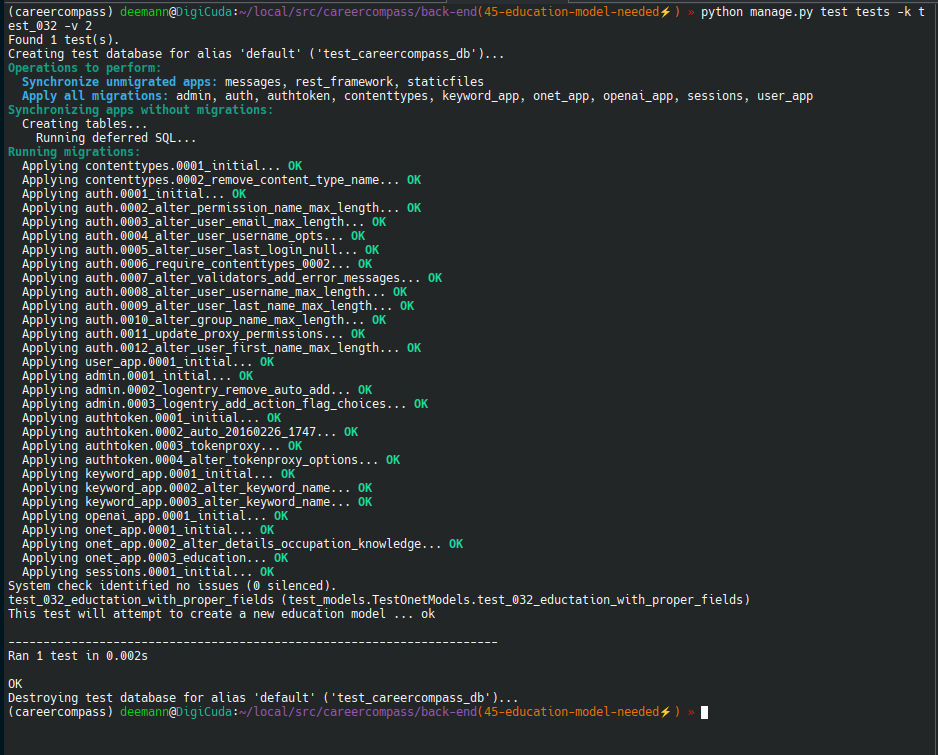 (careercompass) deemann@DigiCuda:~/local/src/careercompass/back-end(45-education-model-needed⚡) » python manage.py test tests -k t
est_032 -v 2
Found 1 test(s).
Creating test database for alias 'default' ('test_careercompass_db')...
Operations to perform:
  Synchronize unmigrated apps: messages, rest_framework, staticfiles
  Apply all migrations: admin, auth, authtoken, contenttypes, keyword_app, onet_app, openai_app, sessions, user_app
Synchronizing apps without migrations:
  Creating tables...
    Running deferred SQL...
Running migrations:
  Applying contenttypes.0001_initial... OK
  Applying contenttypes.0002_remove_content_type_name... OK
  Applying auth.0001_initial... OK
  Applying auth.0002_alter_permission_name_max_length... OK
  Applying auth.0003_alter_user_email_max_length... OK
  Applying auth.0004_alter_user_username_opts... OK
  Applying auth.0005_alter_user_last_login_null... OK
  Applying auth.0006_require_contenttypes_0002... OK
  Applying auth.0007_alter_validators_add_error_messages... OK
  Applying auth.0008_alter_user_username_max_length... OK
  Applying auth.0009_alter_user_last_name_max_length... OK
  Applying auth.0010_alter_group_name_max_length... OK
  Applying auth.0011_update_proxy_permissions... OK
  Applying auth.0012_alter_user_first_name_max_length... OK
  Applying user_app.0001_initial... OK
  Applying admin.0001_initial... OK
  Applying admin.0002_logentry_remove_auto_add... OK
  Applying admin.0003_logentry_add_action_flag_choices... OK
  Applying authtoken.0001_initial... OK
  Applying authtoken.0002_auto_20160226_1747... OK
  Applying authtoken.0003_tokenproxy... OK
  Applying authtoken.0004_alter_tokenproxy_options... OK
  Applying keyword_app.0001_initial... OK
  Applying keyword_app.0002_alter_keyword_name... OK
  Applying keyword_app.0003_alter_keyword_name... OK
  Applying openai_app.0001_initial... OK
  Applying onet_app.0001_initial... OK
  Applying onet_app.0002_alter_details_occupation_knowledge... OK
  Applying onet_app.0003_education... OK
  Applying sessions.0001_initial... OK
System check identified no issues (0 silenced).
test_032_eductation_with_proper_fields (test_models.TestOnetModels.test_032_eductation_with_proper_fields)
This test will attempt to create a new education model ... ok

----------------------------------------------------------------------
Ran 1 test in 0.002s

OK
Destroying test database for alias 'default' ('test_careercompass_db')...
(careercompass) deemann@DigiCuda:~/local/src/careercompass/back-end(45-education-model-needed⚡) »